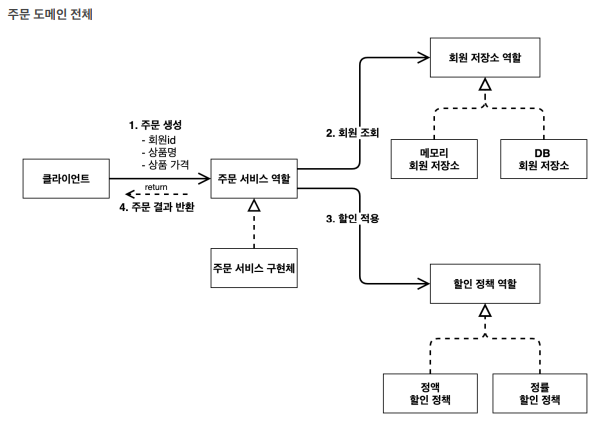 주문 도메인 전체
회원 저장소 역할
1. 주문 생성
- 회원id
- 상품명
- 상품 가격
2. 회원 조회
메모리
회원 저장소
DB
회원 저장소
클라이언트
주문 서비스 역할
return
4. 주문 결과 반환
3. 할인 적용
주문 서비스 구현체
할인 정책 역할
정액
할인 정책
정률
할인 정책